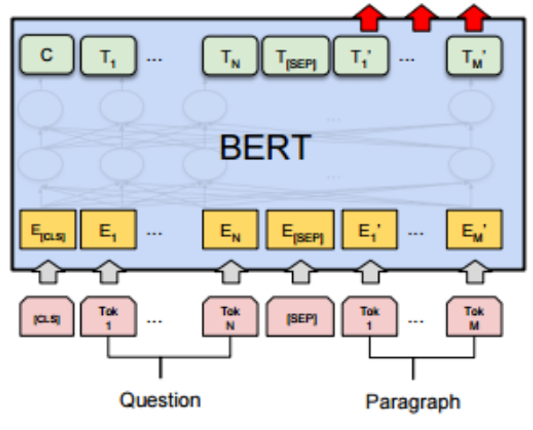 C T1 ... TN T[SEP] T1' ... TM'
BERT
E[CLS] E1 ... EN E[SEP] E1' ... EM'
[CLS] Tok 1 ... Tok N [SEP] Tok 1 ... Tok M
Question Paragraph